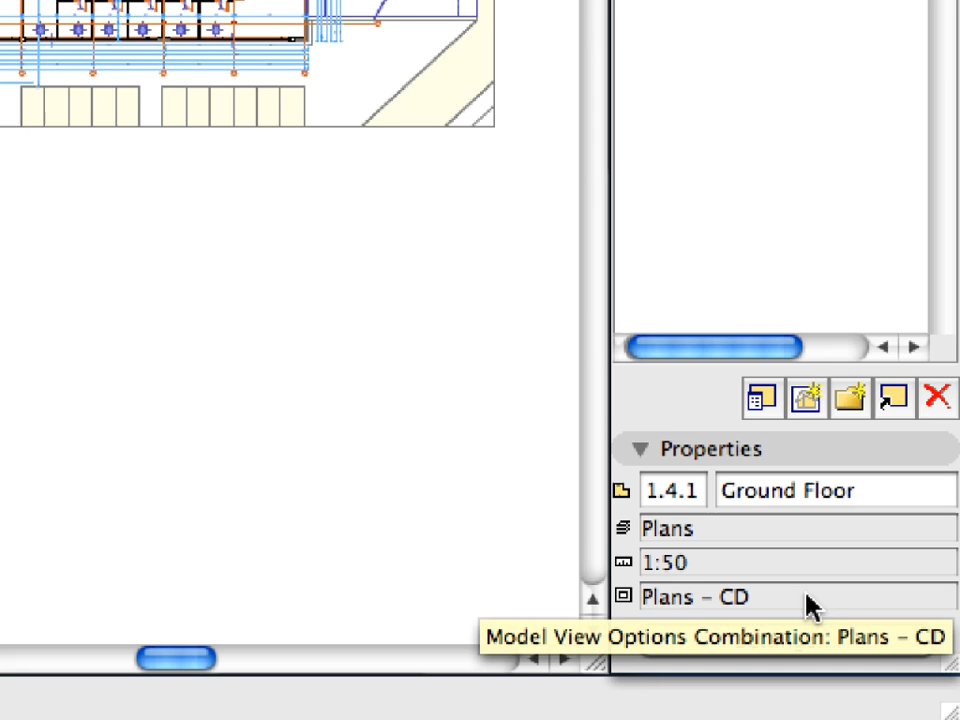 Properties
1.4.1 Ground Floor
Plans
1:50
Plans – CD
Model View Options Combination: Plans – CD